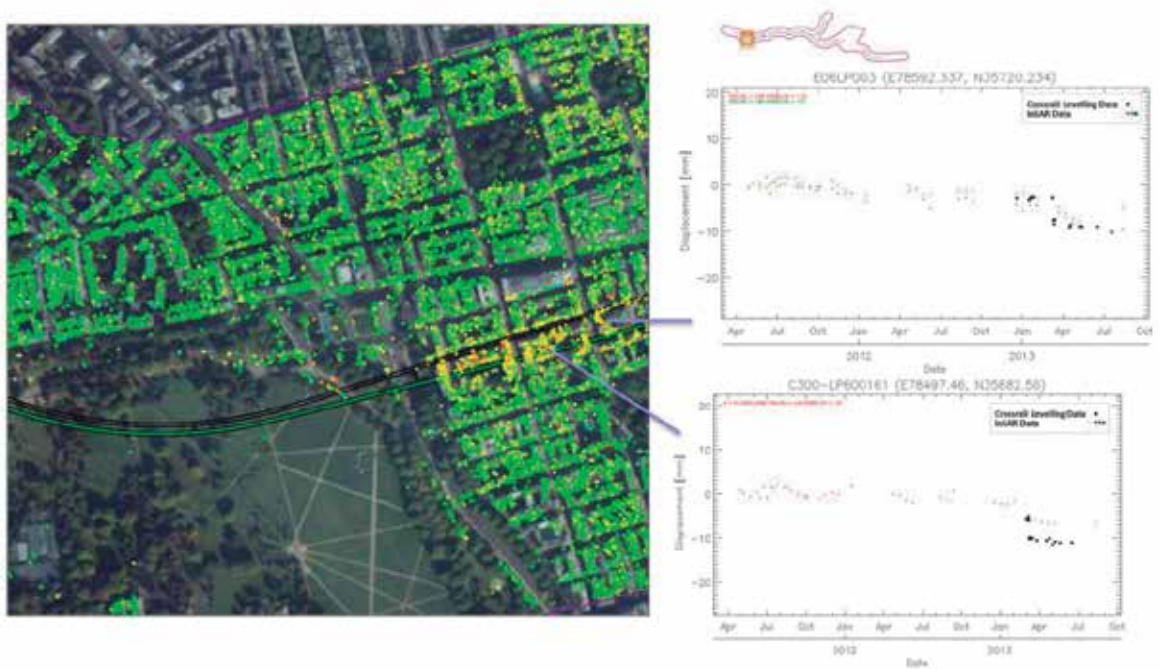 E06LP003 (E78592.337, N35720.234)
20
10
0
-10
-20
Displacement [mm]
Crossrail Levelling Data
InSAR Data
Apr Jul Oct Jan Apr Jul Oct Jan Apr Jul Oct
2012 2013
Date
C300-LP600161 (E78497.46, N35682.56)
20
10
0
-10
-20
Displacement [mm]
Crossrail Levelling Data
InSAR Data
Apr Jul Oct Jan Apr Jul Oct Jan Apr Jul Oct
2012 2013
Date